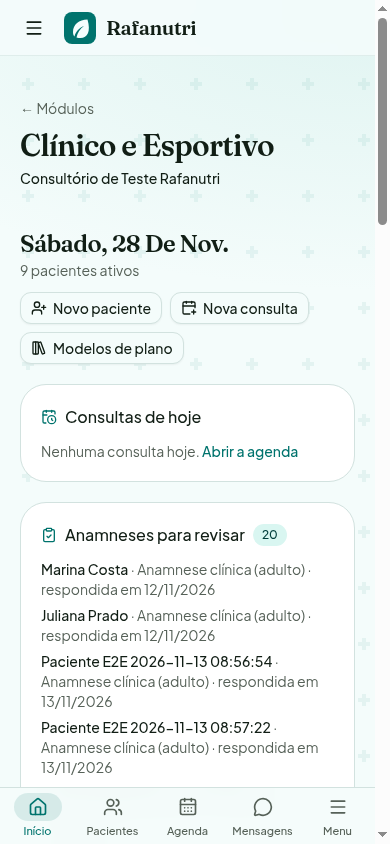 Rafanutri
← Módulos
Clínico e Esportivo
Consultório de Teste Rafanutri
Sábado, 28 De Nov.
9 pacientes ativos
Novo paciente
Nova consulta
Modelos de plano
Consultas de hoje
Nenhuma consulta hoje. Abrir a agenda
Anamneses para revisar 20
Marina Costa · Anamnese clínica (adulto) ·
respondida em 12/11/2026
Juliana Prado · Anamnese clínica (adulto) ·
respondida em 12/11/2026
Paciente E2E 2026-11-13 08:56:54 ·
Anamnese clínica (adulto) · respondida em
13/11/2026
Paciente E2E 2026-11-13 08:57:22 ·
Anamnese clínica (adulto) · respondida em
13/11/2026
Início
Pacientes
Agenda
Mensagens
Menu